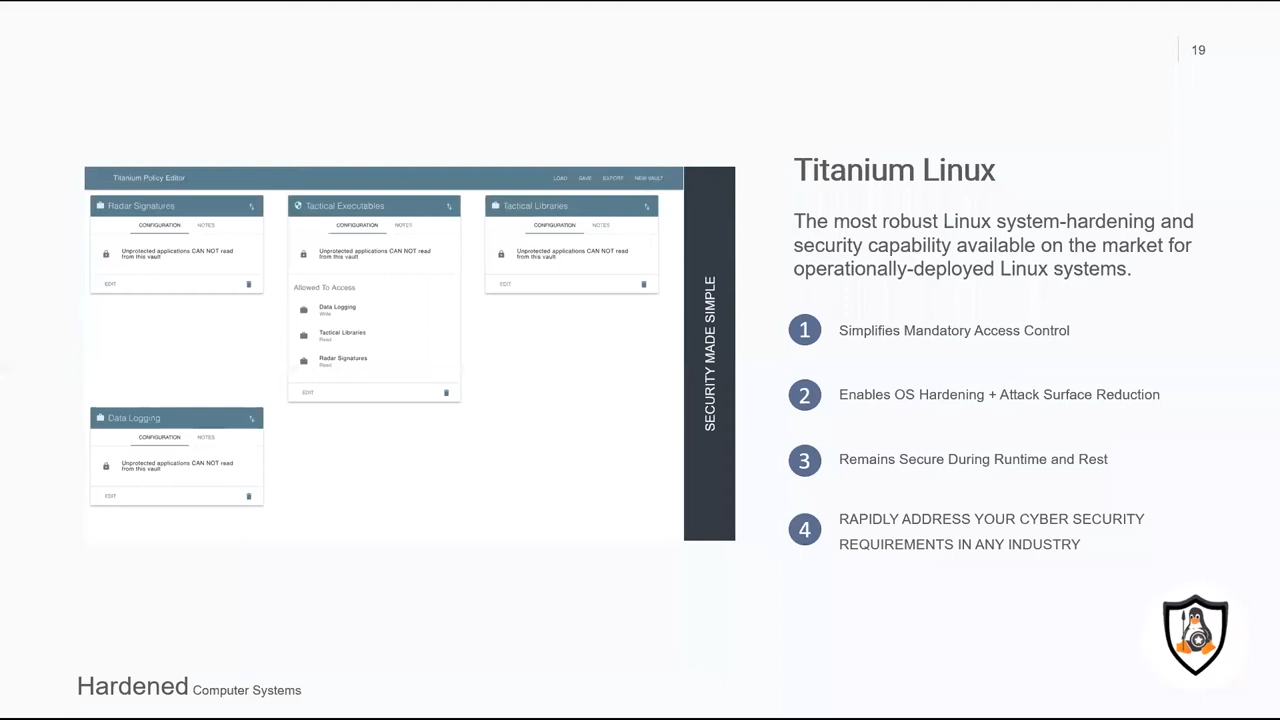 19
Titanium Policy Editor
LOAD SAVE EXPORT NEW VAULT
Radar Signatures
CONFIGURATION NOTES
Unprotected applications CAN NOT read
from this vault
EDIT
Tactical Executables
CONFIGURATION NOTES
Unprotected applications CAN NOT read
from this vault
Allowed To Access
Data Logging
Write
Tactical Libraries
Read
Radar Signatures
Read
EDIT
Tactical Libraries
CONFIGURATION NOTES
Unprotected applications CAN NOT read
from this vault
EDIT
Data Logging
CONFIGURATION NOTES
Unprotected applications CAN NOT read
from this vault
EDIT
SECURITY MADE SIMPLE
Titanium Linux
The most robust Linux system-hardening and
security capability available on the market for
operationally-deployed Linux systems.
1 Simplifies Mandatory Access Control
2 Enables OS Hardening + Attack Surface Reduction
3 Remains Secure During Runtime and Rest
4 RAPIDLY ADDRESS YOUR CYBER SECURITY
REQUIREMENTS IN ANY INDUSTRY
Hardened Computer Systems